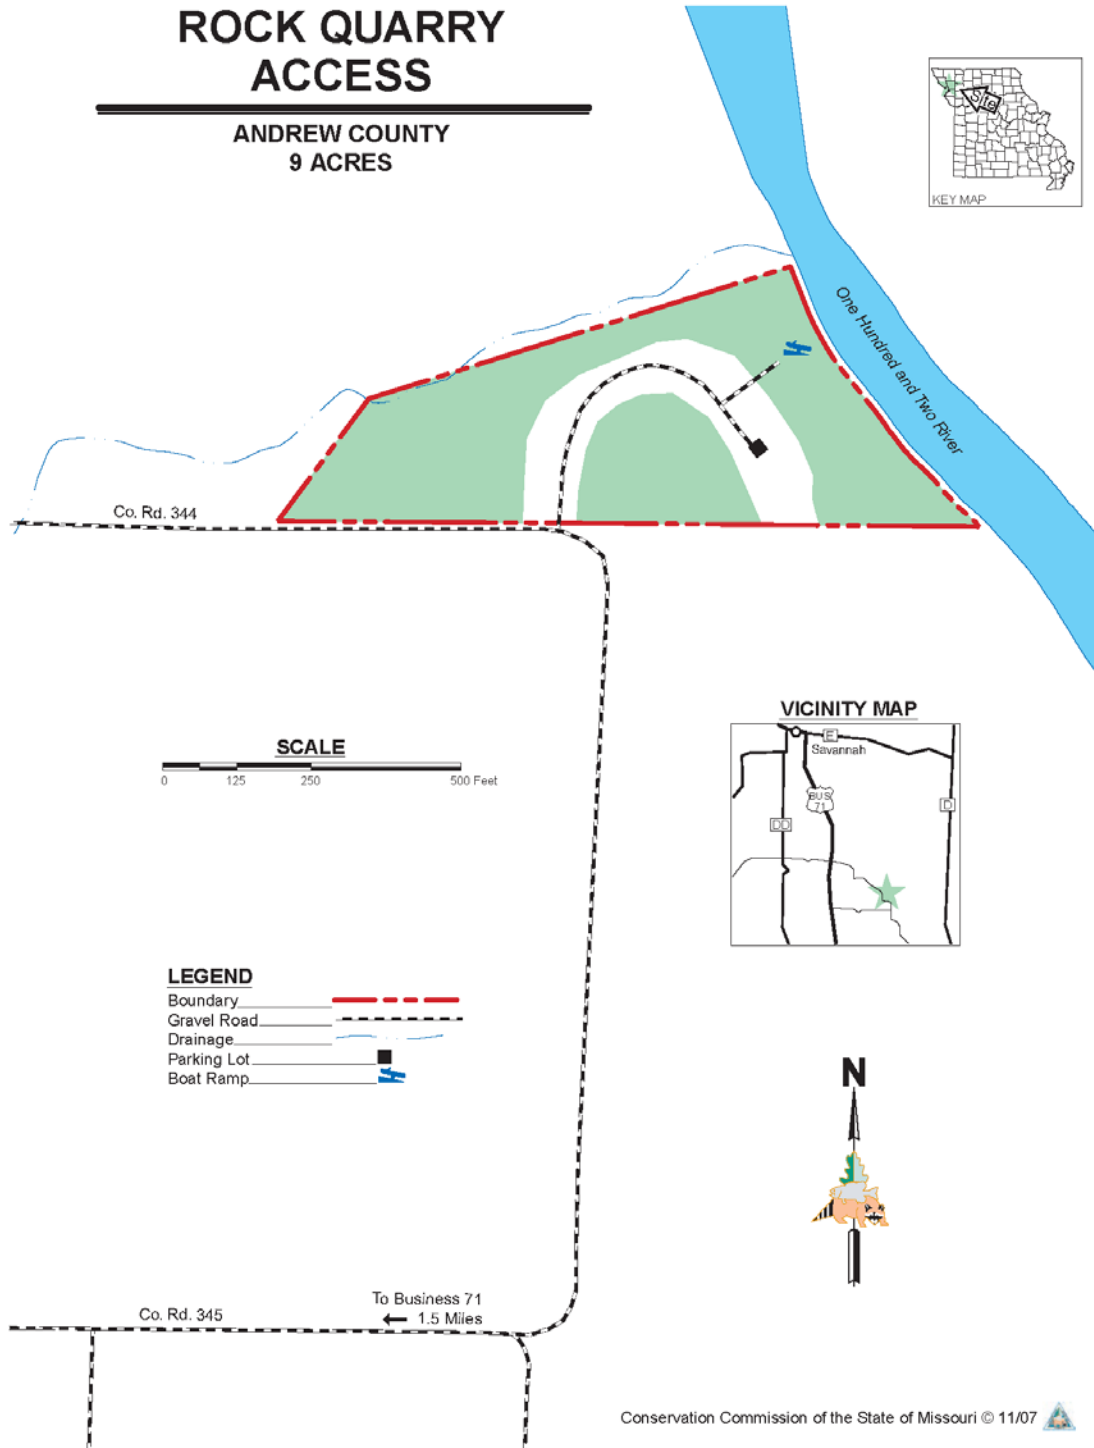 ROCK QUARRY
ACCESS
ANDREW COUNTY
9 ACRES
Site
KEY MAP
One Hundred and Two River
Co. Rd. 344
VICINITY MAP
E
Savannah
BUS
71
D
DD
SCALE
0 125 250 500 Feet
LEGEND
Boundary
Gravel Road
Drainage
Parking Lot
Boat Ramp
N
To Business 71
1.5 Miles
Co. Rd. 345
Conservation Commission of the State of Missouri © 11/07